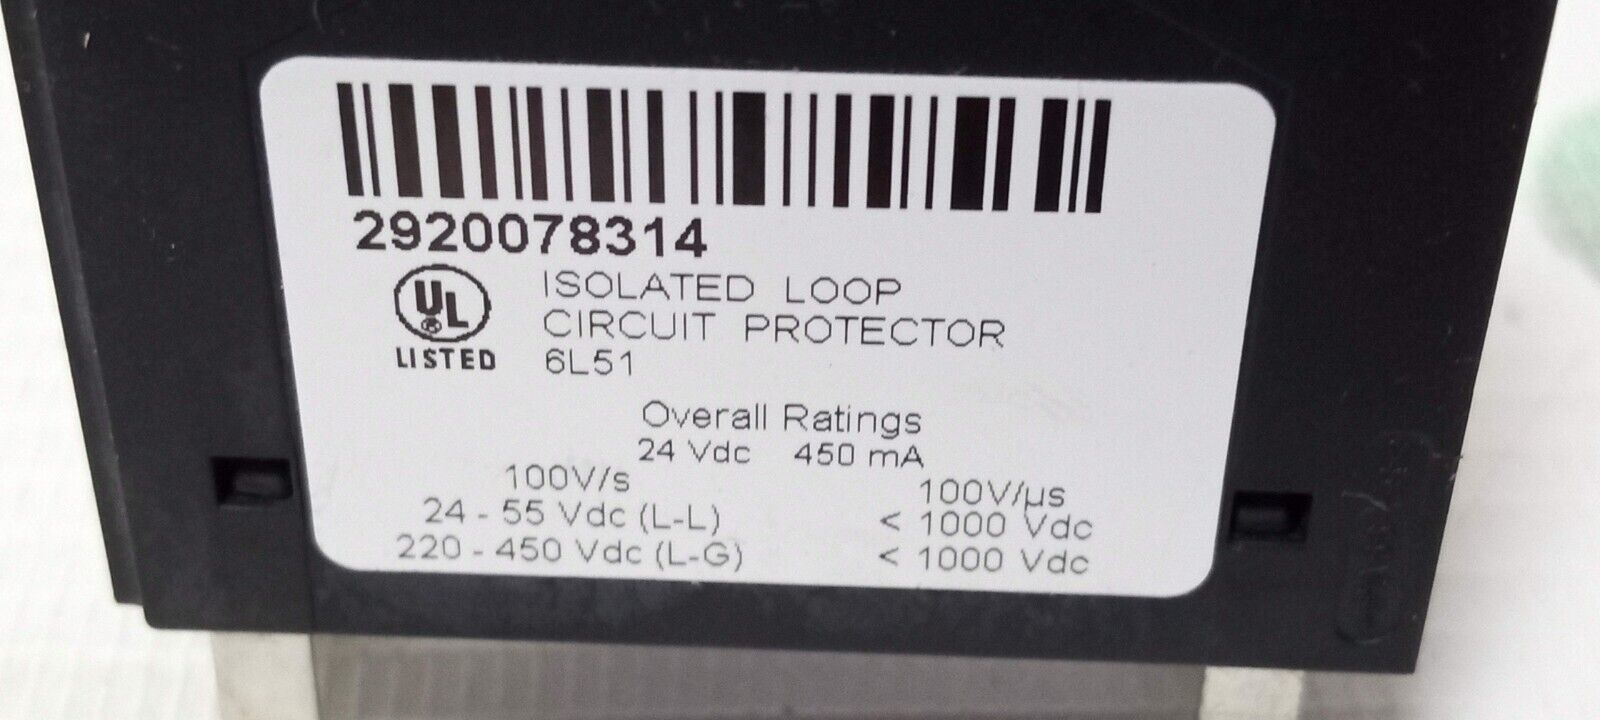 2920078314
UL®
LISTED
ISOLATED LOOP
CIRCUIT PROTECTOR
6L51
Overall Ratings
24 Vdc 450 mA
100V/s 100V/µs
24 - 55 Vdc (L-L) < 1000 Vdc
220 - 450 Vdc (L-G) < 1000 Vdc